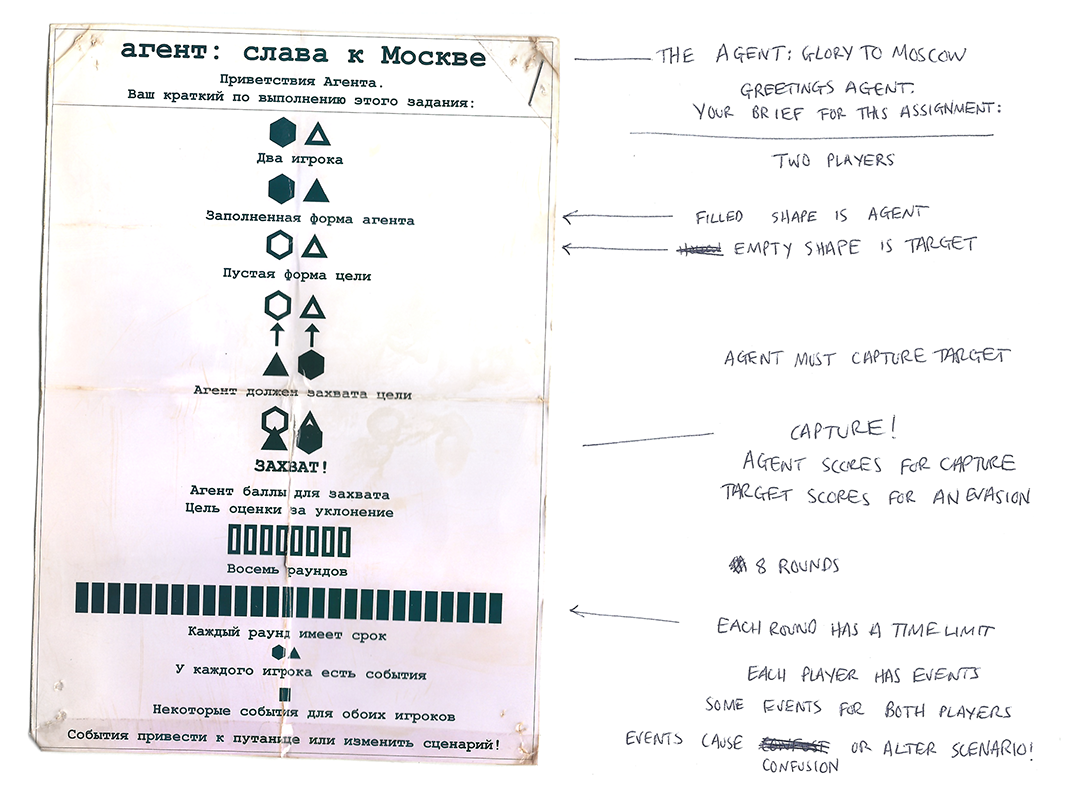 агент: слава к Москве
Приветствия Агента.
Ваш краткий по выполнению этого задания:
Два игрока
Заполненная форма агента
Пустая форма цели
Агент должен захвата цели
ЗАХВАТ!
Агент баллы для захвата
Цель оценки за уклонение
Восемь раундов
Каждый раунд имеет срок
У каждого игрока есть события
Некоторые события для обоих игроков
События привести к путанице или изменить сценарий!
THE AGENT: GLORY TO MOSCOW
GREETINGS AGENT.
YOUR BRIEF FOR THIS ASSIGNMENT:
TWO PLAYERS
FILLED SHAPE IS AGENT
EMPTY SHAPE IS TARGET
AGENT MUST CAPTURE TARGET
CAPTURE!
AGENT SCORES FOR CAPTURE
TARGET SCORES FOR AN EVASION
8 ROUNDS
EACH ROUND HAS A TIME LIMIT
EACH PLAYER HAS EVENTS
SOME EVENTS FOR BOTH PLAYERS
EVENTS CAUSE OR ALTER SCENARIO!
CONFUSION